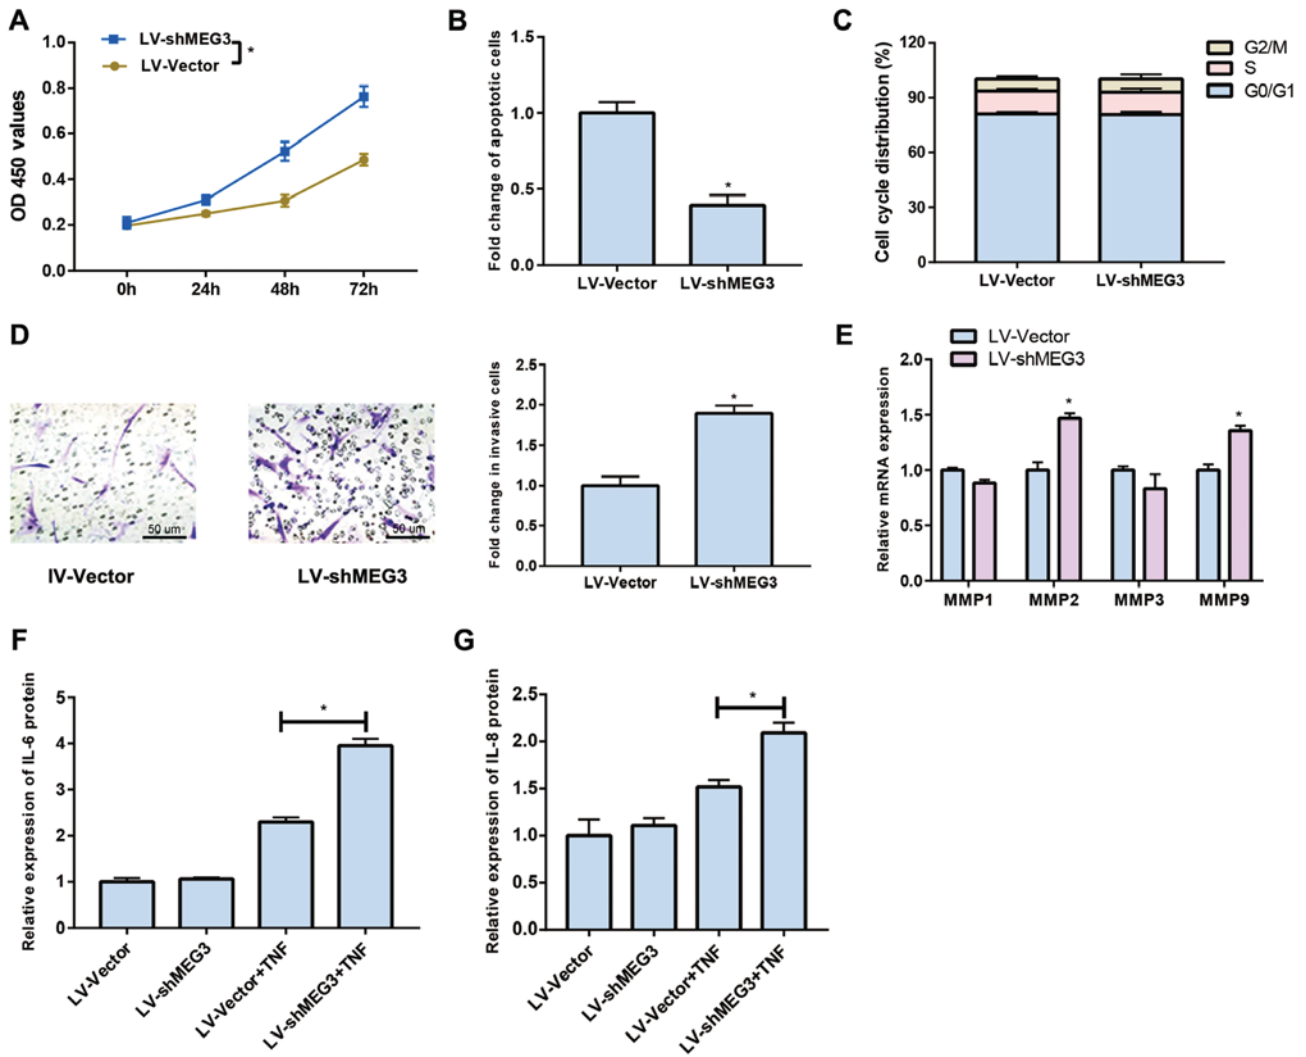 A
LV-shMEG3
LV-Vector
*
OD 450 values
1.0
0.8
0.6
0.4
0.2
0.0
0h 24h 48h 72h
B
Fold change of apoptotic cells
1.5
1.0
0.5
0.0
*
LV-Vector LV-shMEG3
C
Cell cycle distribution (%)
120
90
60
30
0
G2/M
S
G0/G1
LV-Vector LV-shMEG3
D
50 um
50 um
IV-Vector LV-shMEG3
Fold change in invasive cells
2.5
2.0
1.5
1.0
0.5
0.0
*
LV-Vector LV-shMEG3
E
LV-Vector
LV-shMEG3
Relative mRNA expression
2.0
1.5
1.0
0.5
0.0
*
*
MMP1 MMP2 MMP3 MMP9
F
Relative expression of IL-6 protein
5
4
3
2
1
0
*
LV-Vector
LV-shMEG3
LV-Vector+TNF
LV-shMEG3+TNF
G
Relative expression of IL-8 protein
2.5
2.0
1.5
1.0
0.5
0.0
*
LV-Vector
LV-shMEG3
LV-Vector+TNF
LV-shMEG3+TNF